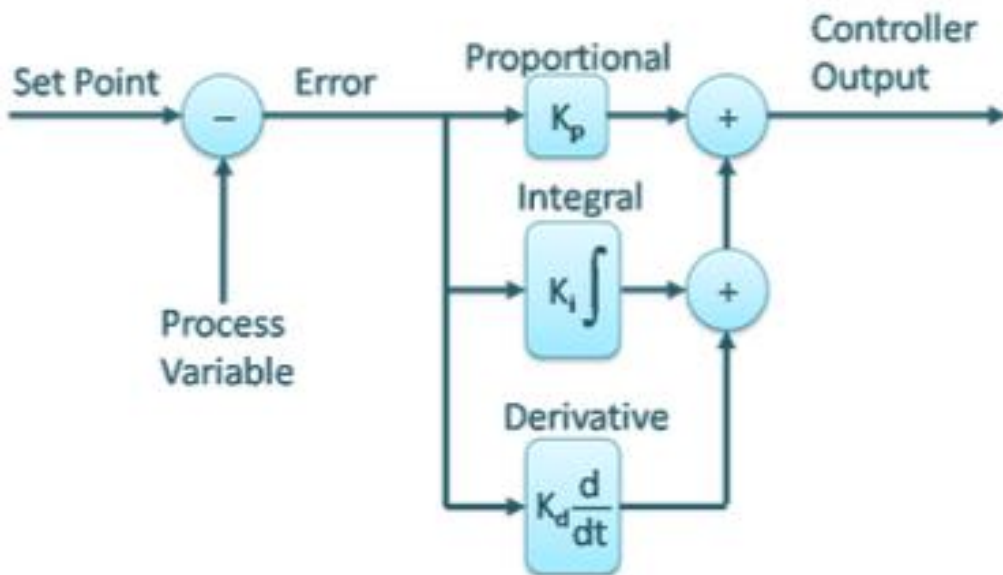 Set Point
−
Error
Process
Variable
Proportional
Kp
+
Controller
Output
Integral
Ki ∫
+
Derivative
Kd d/dt